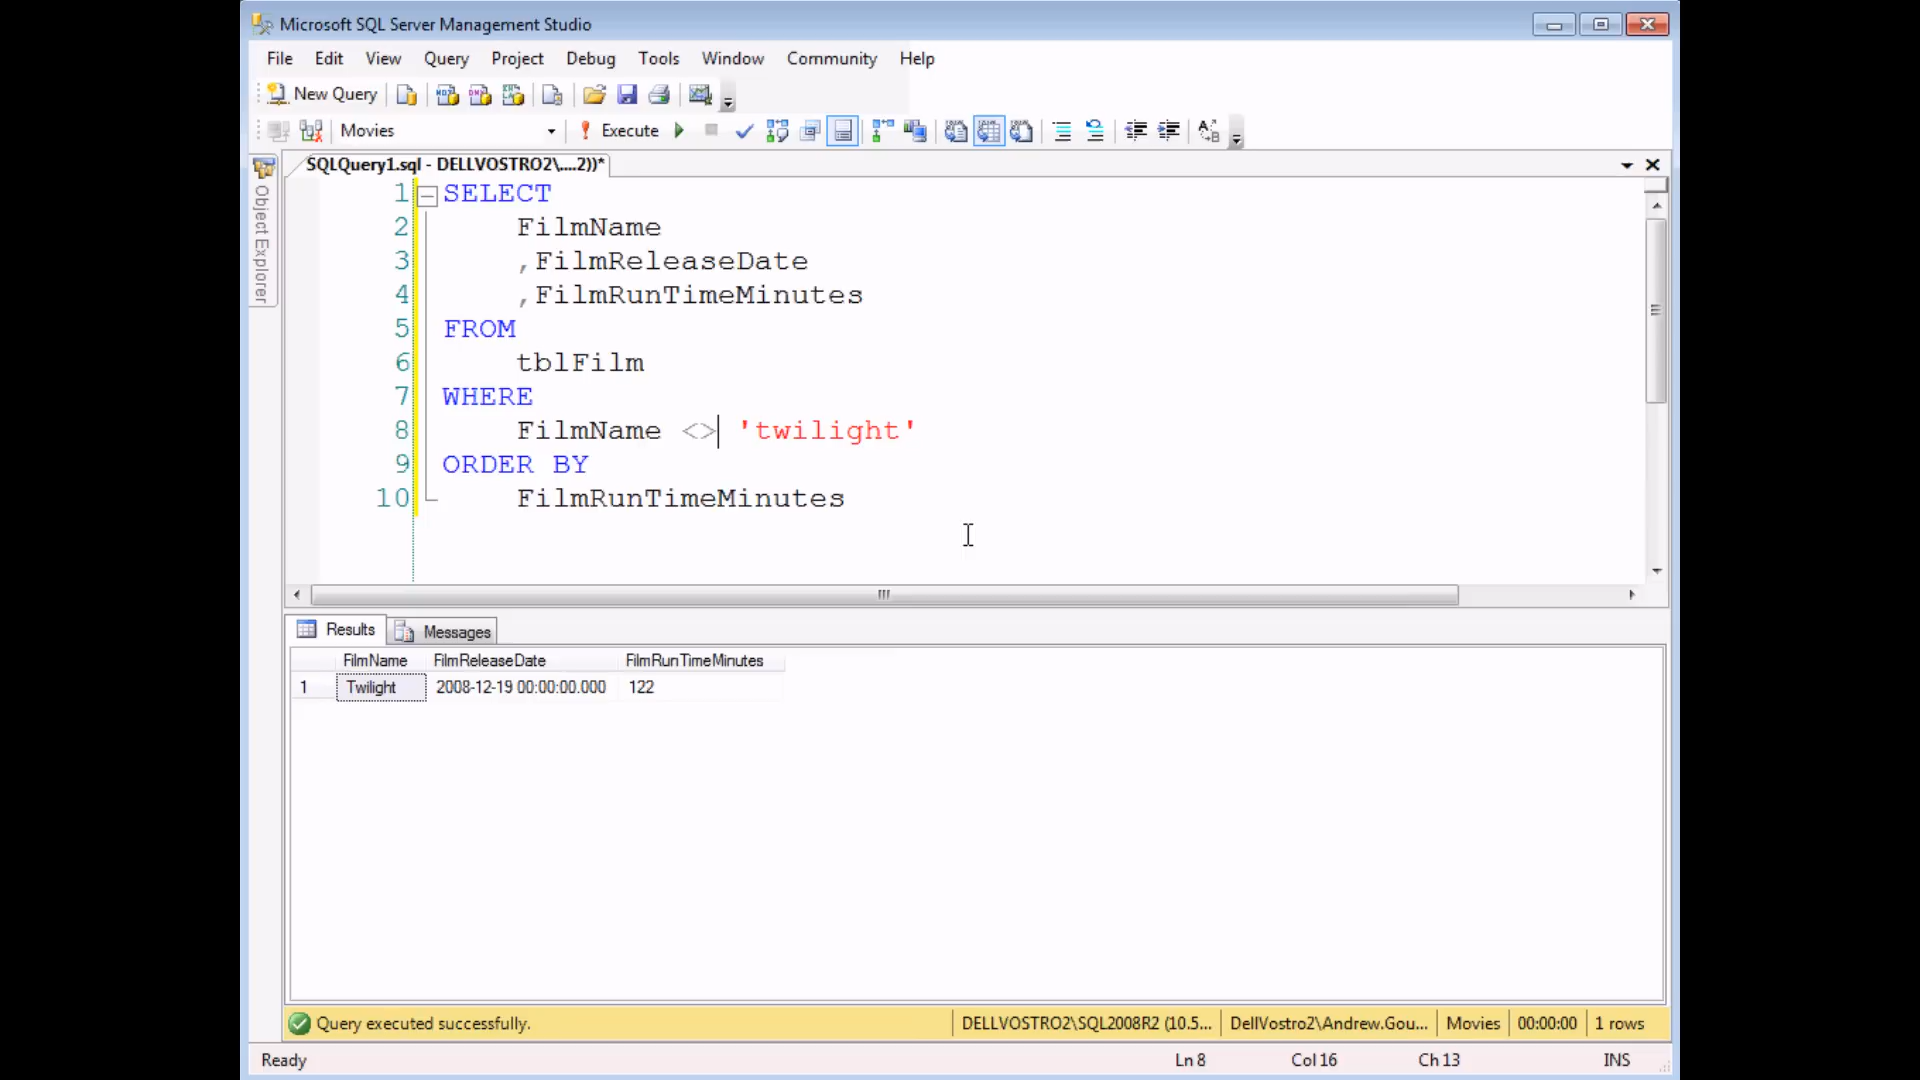 Microsoft SQL Server Management Studio
File Edit View Query Project Debug Tools Window Community Help
New Query
Movies Execute
SQLQuery1.sql - DELLVOSTRO2\....2))*
Object Explorer
1 SELECT
2 FilmName
3 ,FilmReleaseDate
4 ,FilmRunTimeMinutes
5 FROM
6 tblFilm
7 WHERE
8 FilmName <> 'twilight'
9 ORDER BY
10 FilmRunTimeMinutes
Results Messages
FilmName FilmReleaseDate FilmRunTimeMinutes
1 Twilight 2008-12-19 00:00:00.000 122
Query executed successfully. DELLVOSTRO2\SQL2008R2 (10.5... DellVostro2\Andrew.Gou... Movies 00:00:00 1 rows
Ready Ln 8 Col 16 Ch 13 INS